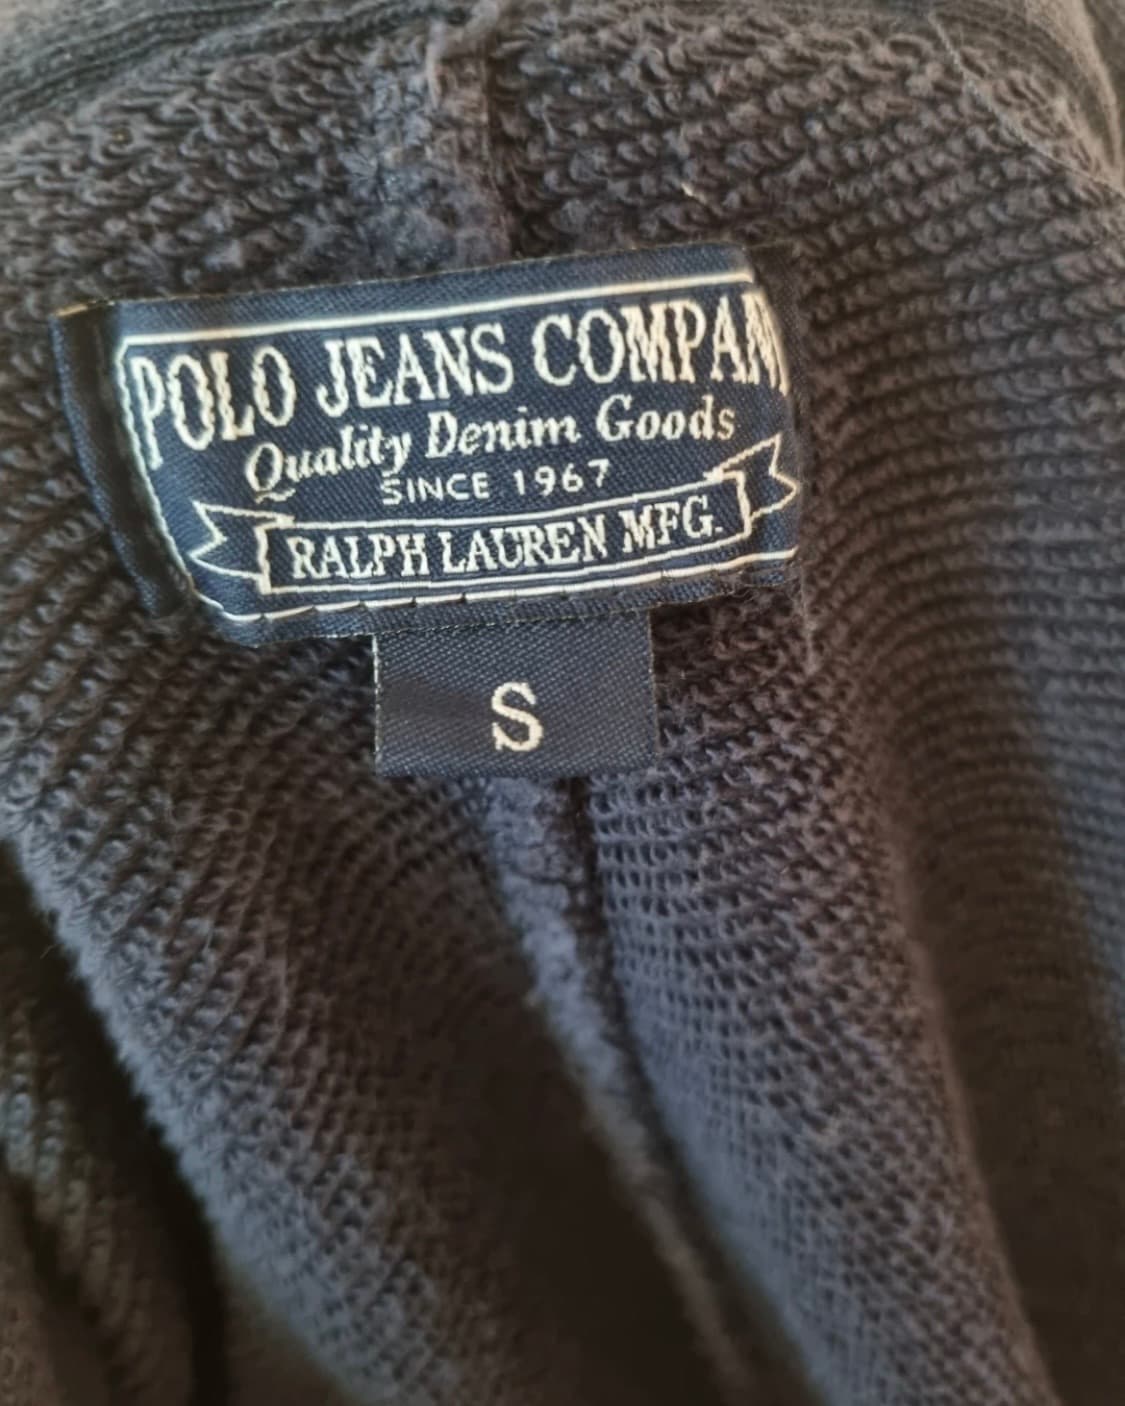 POLO JEANS COMPANY
Quality Denim Goods
SINCE 1967
RALPH LAUREN MFG.
S